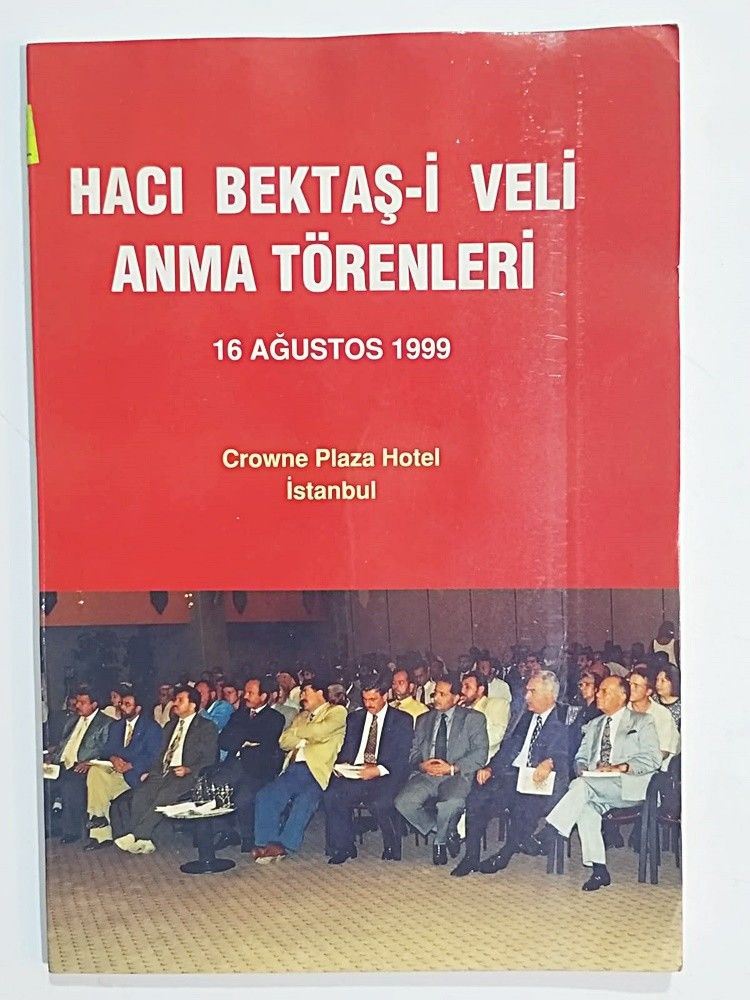 HACI BEKTAŞ-İ VELİ
ANMA TÖRENLERİ
16 AĞUSTOS 1999
Crowne Plaza Hotel
İstanbul